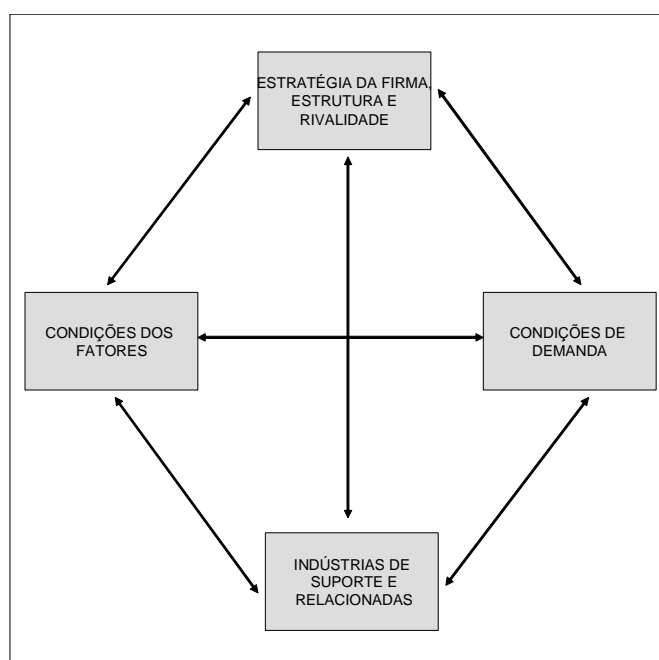 ESTRATÉGIA DA FIRMA,
ESTRUTURA E
RIVALIDADE
CONDIÇÕES DOS
FATORES
CONDIÇÕES DE
DEMANDA
INDÚSTRIAS DE
SUPORTE E
RELACIONADAS